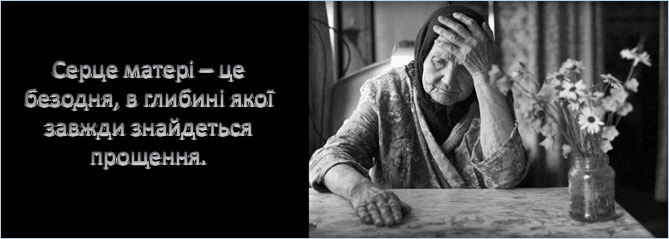 Серце матері – це
безодня, в глибині якої
завжди знайдеться
прощення.